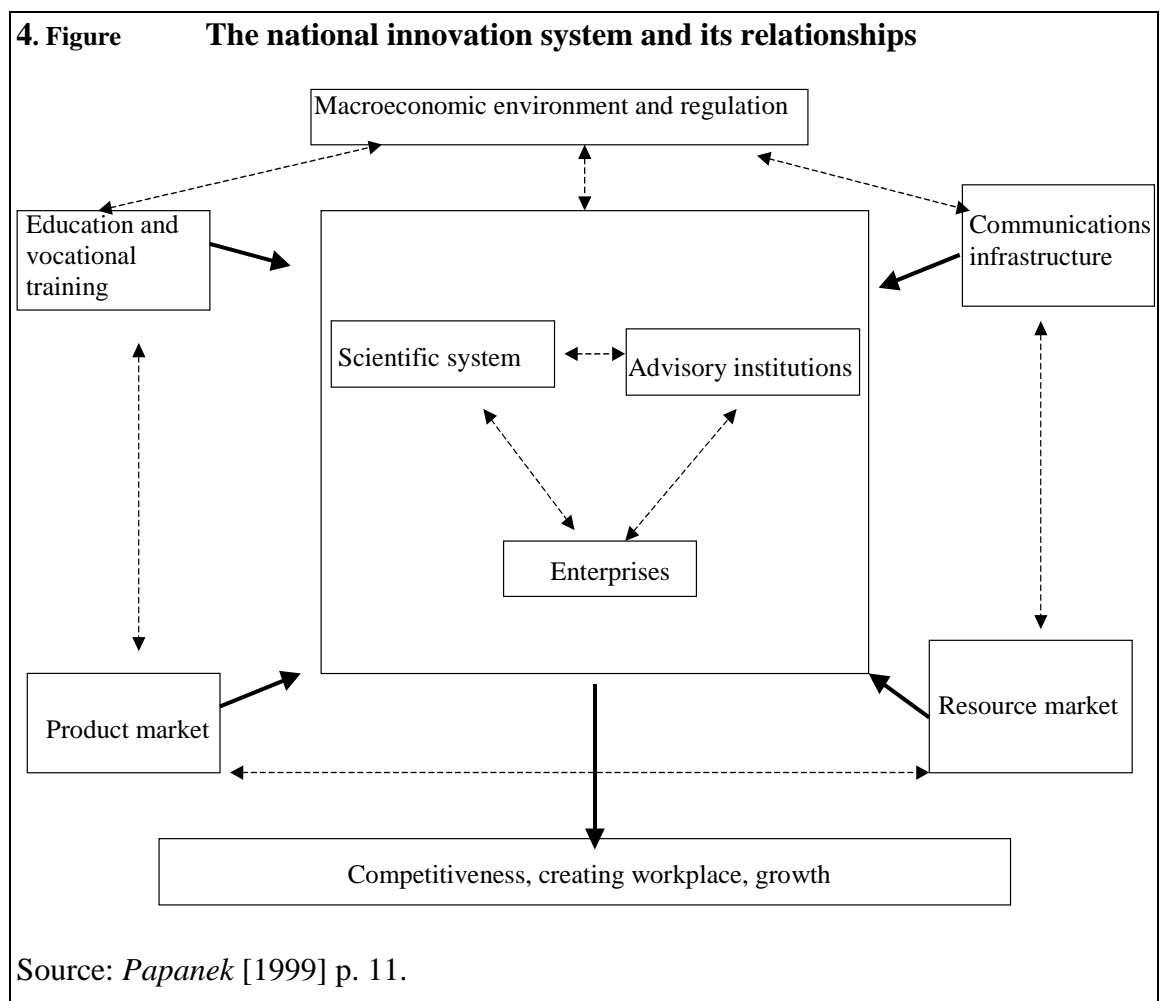 4. Figure The national innovation system and its relationships
Macroeconomic environment and regulation
Education and
vocational
training
Communications
infrastructure
Scientific system
Advisory institutions
Enterprises
Product market
Resource market
Competitiveness, creating workplace, growth
Source: Papanek [1999] p. 11.